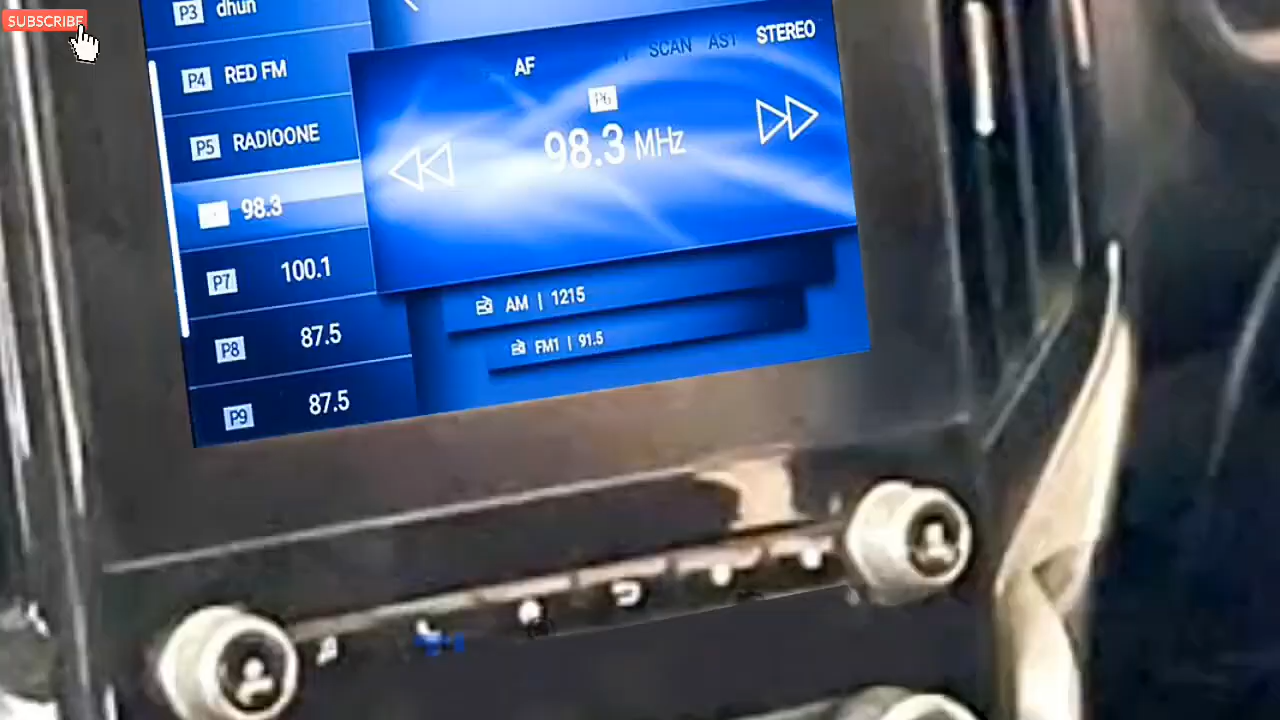 SUBSCRIBE
P3 dhun
P4 RED FM
P5 RADIOONE
98.3
P7 100.1
P8 87.5
P9 87.5
AF SCAN AST STEREO
P6
98.3 MHz
AM | 1215
FM1 | 91.5